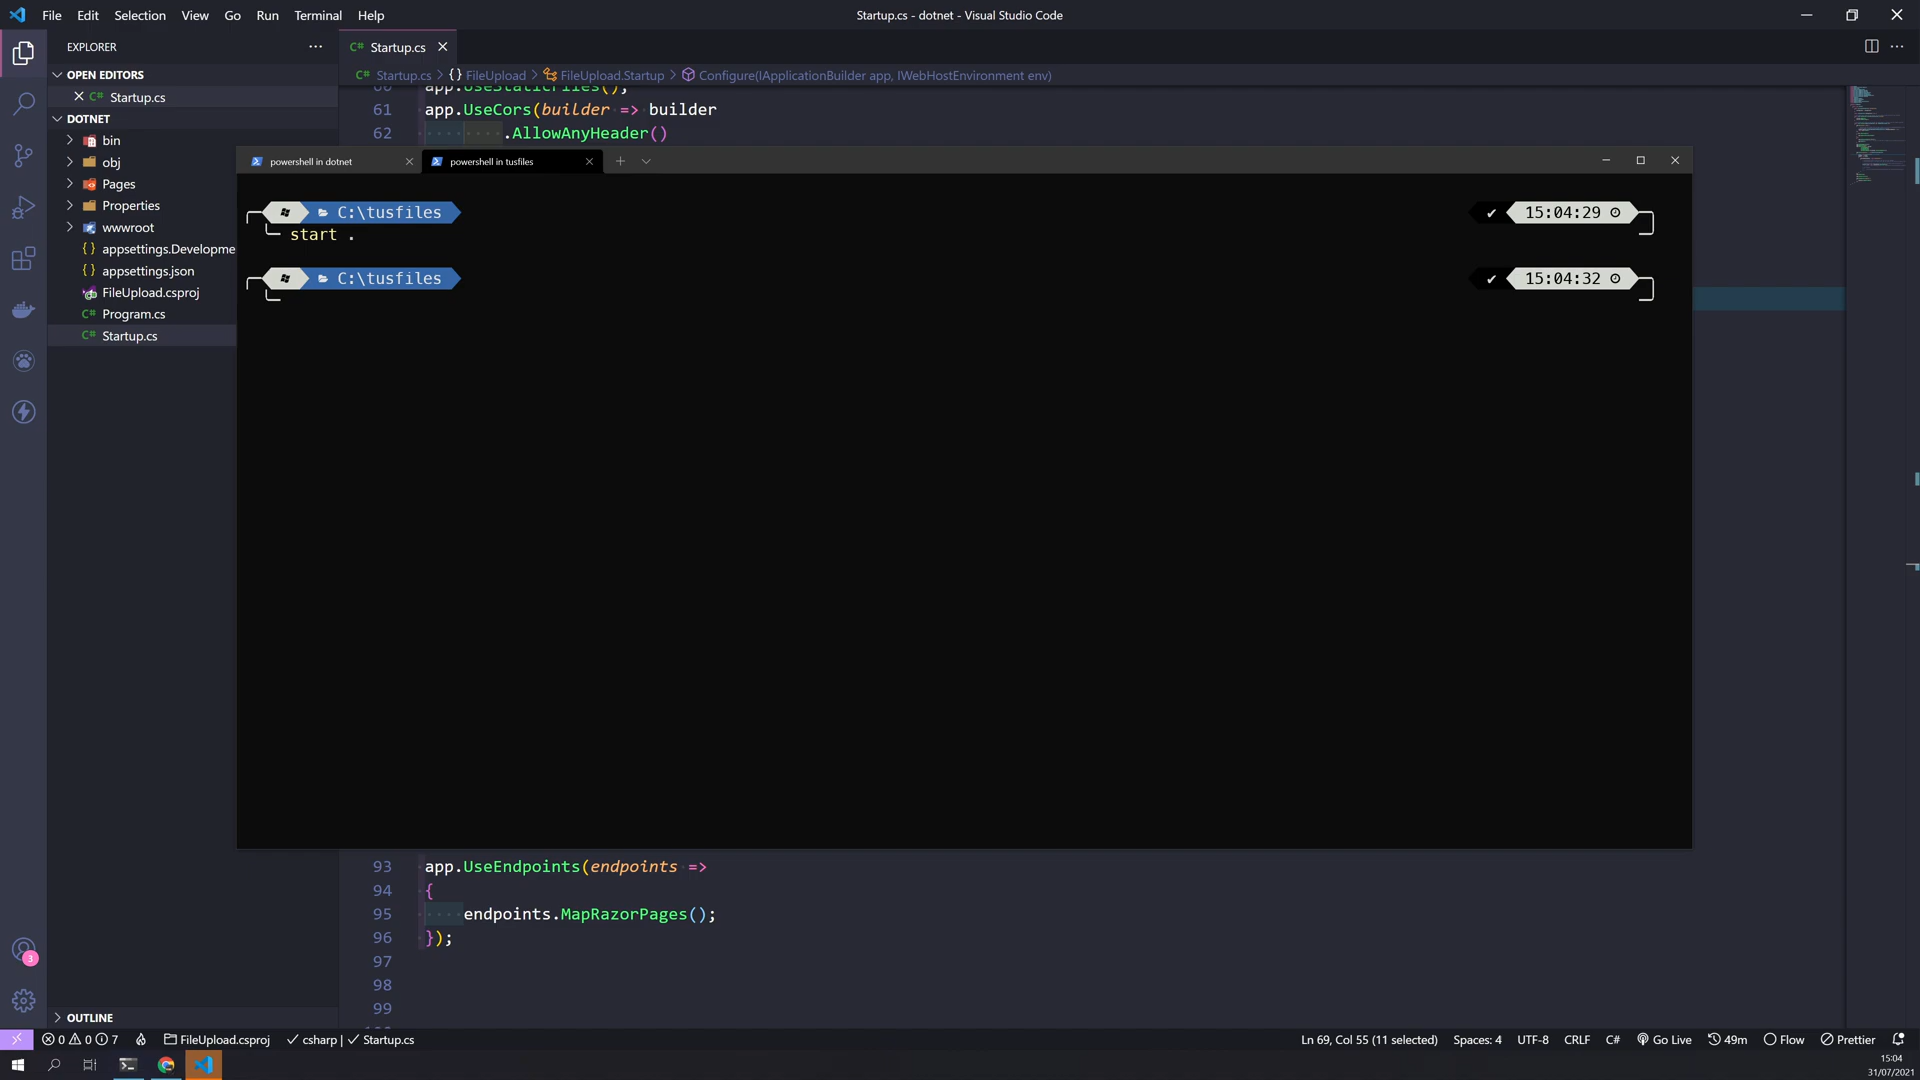 File Edit Selection View Go Run Terminal Help
Startup.cs - dotnet - Visual Studio Code
EXPLORER
OPEN EDITORS
C# Startup.cs
DOTNET
bin
obj
Pages
Properties
wwwroot
{} appsettings.Developme
{} appsettings.json
FileUpload.csproj
C# Program.cs
C# Startup.cs
OUTLINE
C# Startup.cs
C# Startup.cs > {} FileUpload > FileUpload.Startup > Configure(IApplicationBuilder app, IWebHostEnvironment env)
60 app.UseStaticFiles();
61 app.UseCors(builder => builder
62 .AllowAnyHeader()
powershell in dotnet
powershell in tusfiles
C:\tusfiles ✔ 15:04:29
start .
C:\tusfiles ✔ 15:04:32
93 app.UseEndpoints(endpoints =>
94 {
95 endpoints.MapRazorPages();
96 });
97
98
99
3
0 0 7 FileUpload.csproj csharp | Startup.cs
Ln 69, Col 55 (11 selected) Spaces: 4 UTF-8 CRLF C# Go Live 49m Flow Prettier
15:04
31/07/2021